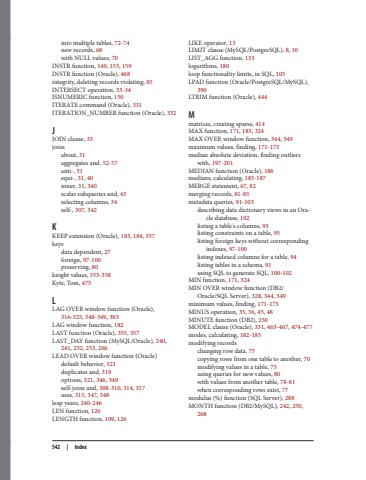 into multiple tables, 72-74
new records, 68
with NULL values, 70
INSTR function, 140, 155, 159
INSTR function (Oracle), 468
integrity, deleting records violating, 85
INTERSECT operation, 33-34
ISNUMERIC function, 150
ITERATE command (Oracle), 331
ITERATION_NUMBER function (Oracle), 332
J
JOIN clause, 33
joins
about, 31
aggregates and, 52-57
anti-, 31
equi-, 31, 40
inner, 31, 340
scalar subqueries and, 43
selecting columns, 34
self-, 307, 342
K
KEEP extension (Oracle), 183, 184, 357
keys
data dependent, 27
foreign, 97-100
preserving, 80
knight values, 353-358
Kyte, Tom, 475
L
LAG OVER window function (Oracle),
316-325, 348-349, 383
LAG window function, 182
LAST function (Oracle), 355, 357
LAST_DAY function (MySQL/Oracle), 240,
241, 252, 253, 266
LEAD OVER window function (Oracle)
default behavior, 321
duplicates and, 319
options, 321, 346, 349
self-joins and, 308-310, 314, 317
uses, 315, 347, 348
leap years, 240-246
LEN function, 126
LENGTH function, 109, 126
LIKE operator, 13
LIMIT clause (MySQL/PostgreSQL), 8, 10
LIST_AGG function, 133
logarithms, 180
loop functionality limits, in SQL, 105
LPAD function (Oracle/PostgreSQL/MySQL),
390
LTRIM function (Oracle), 444
M
matrices, creating sparse, 414
MAX function, 171, 183, 324
MAX OVER window function, 344, 349
maximum values, finding, 171-173
median absolute deviation, finding outliers
with, 197-201
MEDIAN function (Oracle), 186
medians, calculating, 185-187
MERGE statement, 67, 82
merging records, 81-83
metadata queries, 91-103
describing data dictionary views in an Ora-
cle database, 102
listing a table's columns, 93
listing constraints on a table, 95
listing foreign keys without corresponding
indexes, 97-100
listing indexed columns for a table, 94
listing tables in a schema, 91
using SQL to generate SQL, 100-102
MIN function, 171, 324
MIN OVER window function (DB2/
Oracle/SQL Server), 328, 344, 349
minimum values, finding, 171-173
MINUS operation, 35, 36, 45, 48
MINUTE function (DB2), 250
MODEL clause (Oracle), 331, 463-467, 474-477
modes, calculating, 182-185
modifying records
changing row data, 75
copying rows from one table to another, 70
modifying values in a table, 75
using queries for new values, 80
with values from another table, 78-81
when corresponding rows exist, 77
modulus (%) function (SQL Server), 288
MONTH function (DB2/MySQL), 242, 250,
268
542 | Index